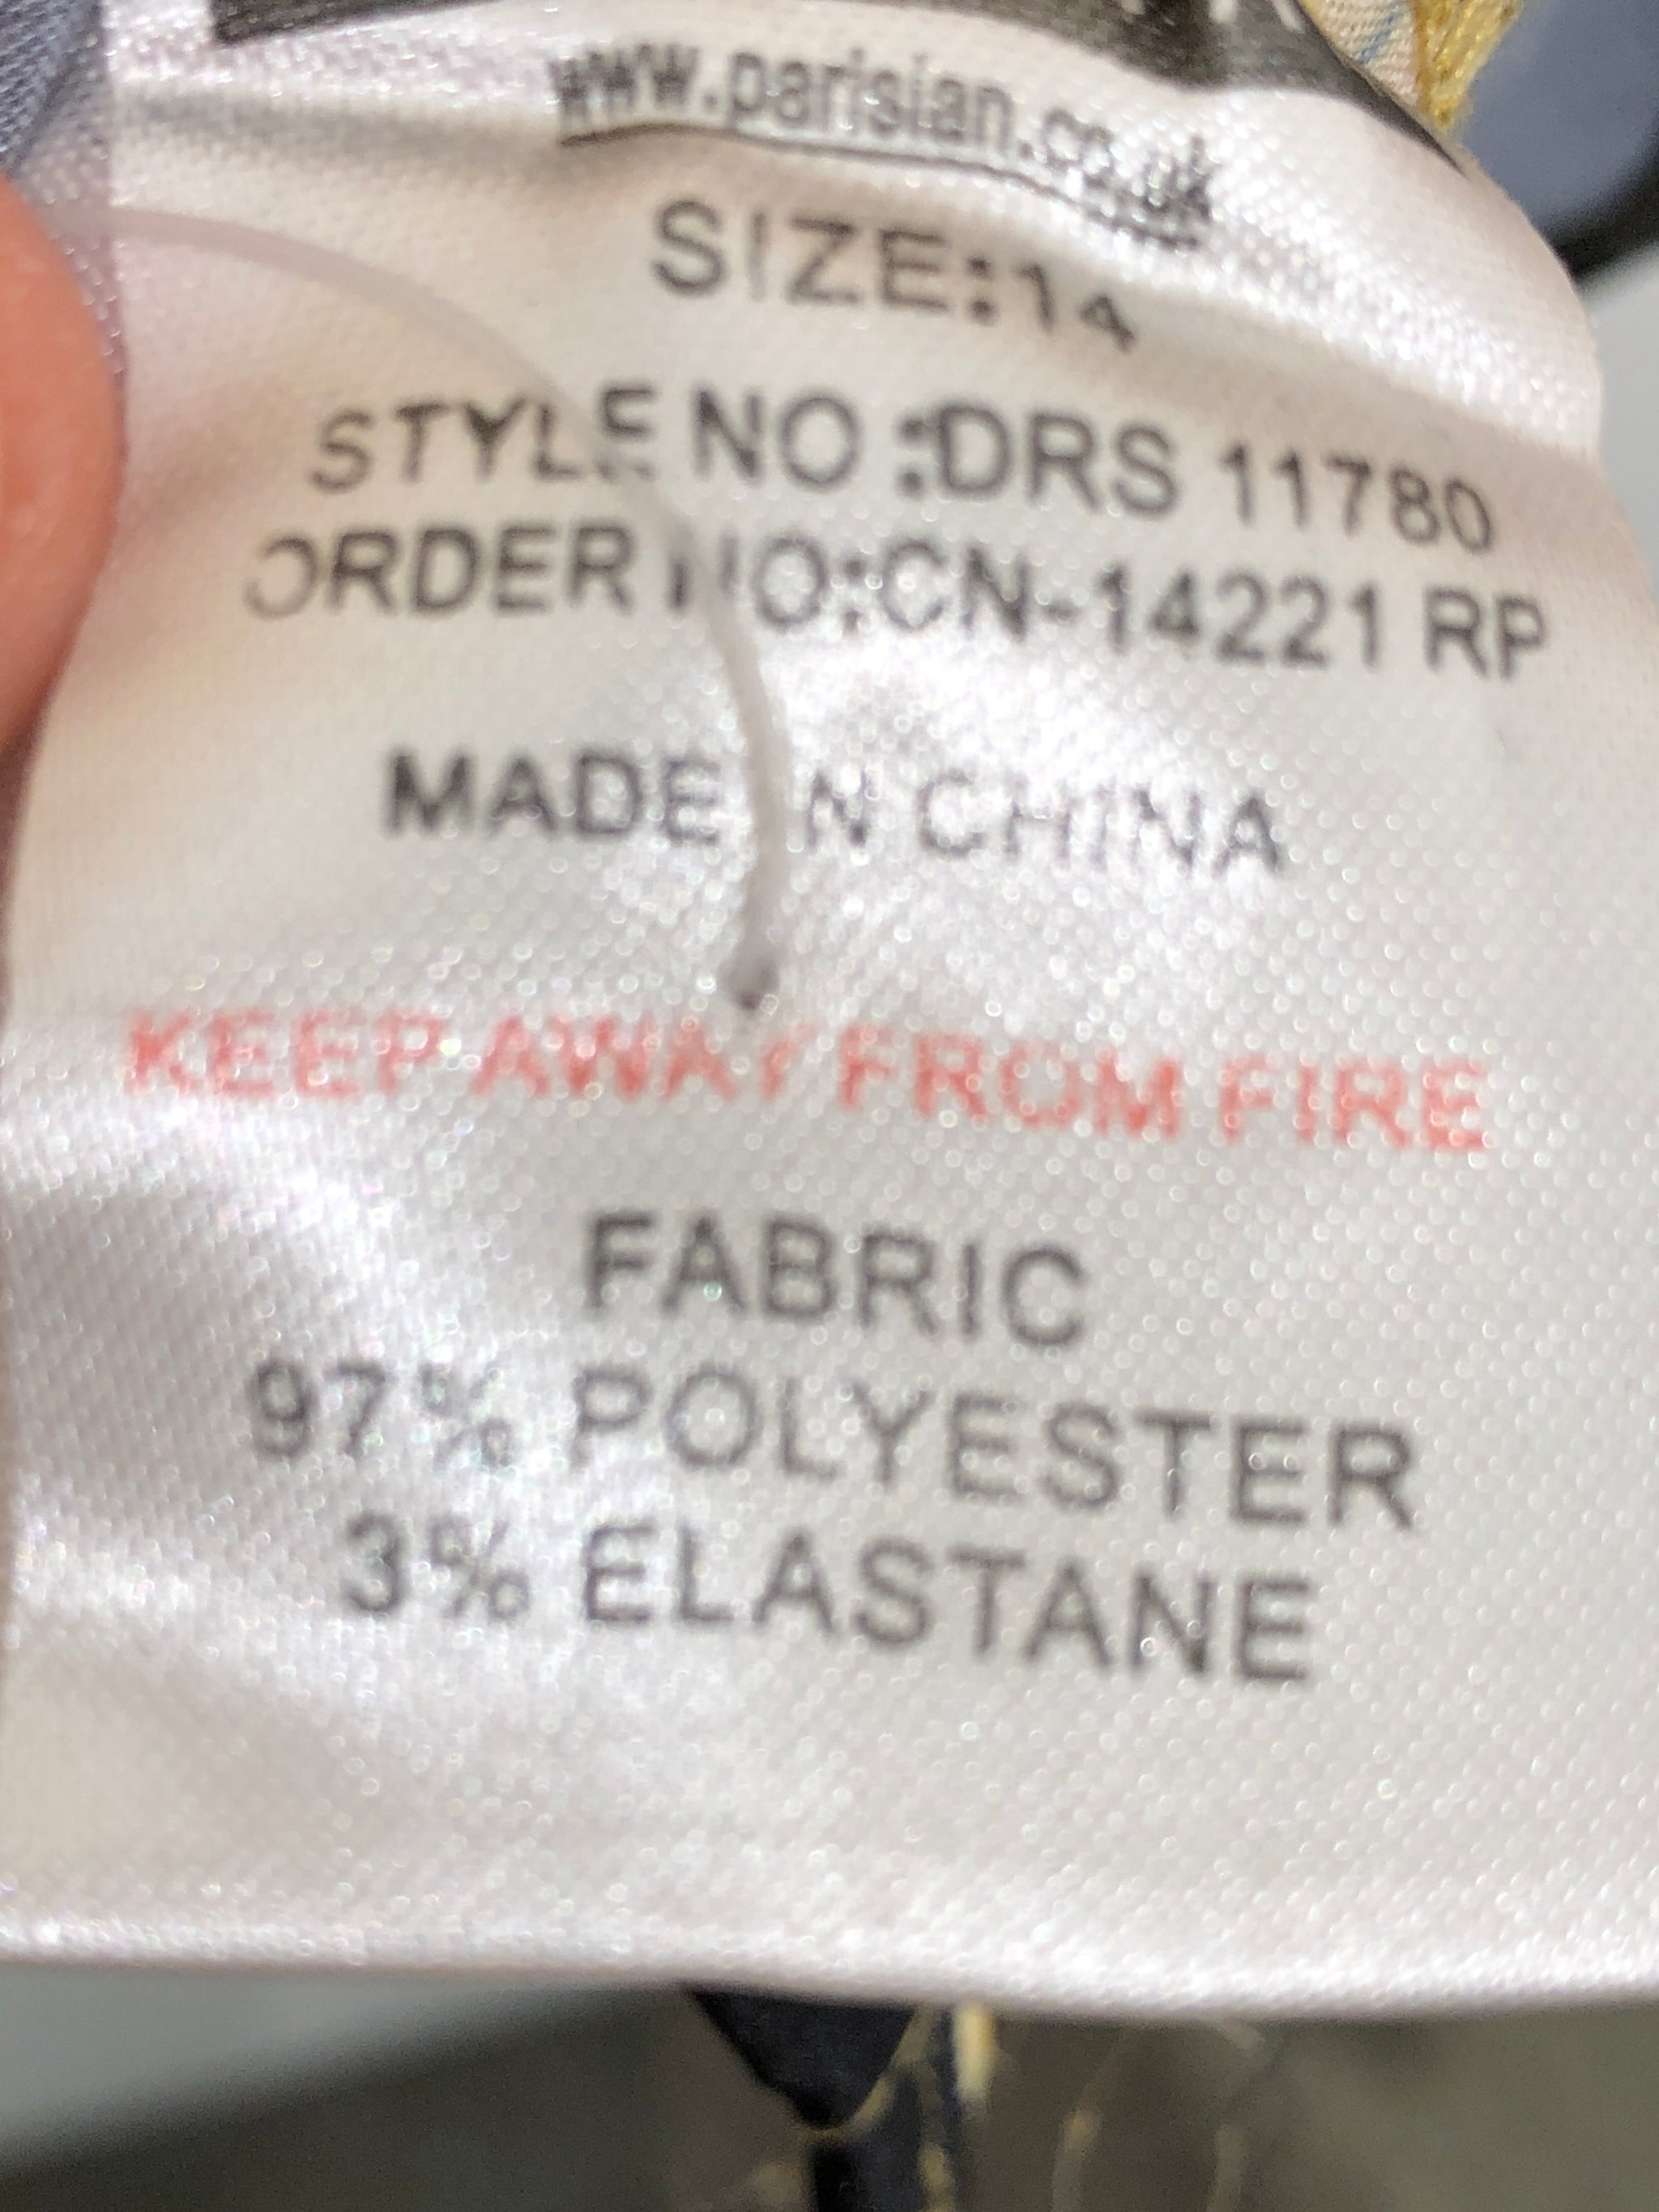 www.parisian.co.uk
SIZE:14
STYLE NO :DRS 11780
ORDER NO:CN-14221 RP
MADE IN CHINA
KEEP AWAY FROM FIRE
FABRIC
97% POLYESTER
3% ELASTANE